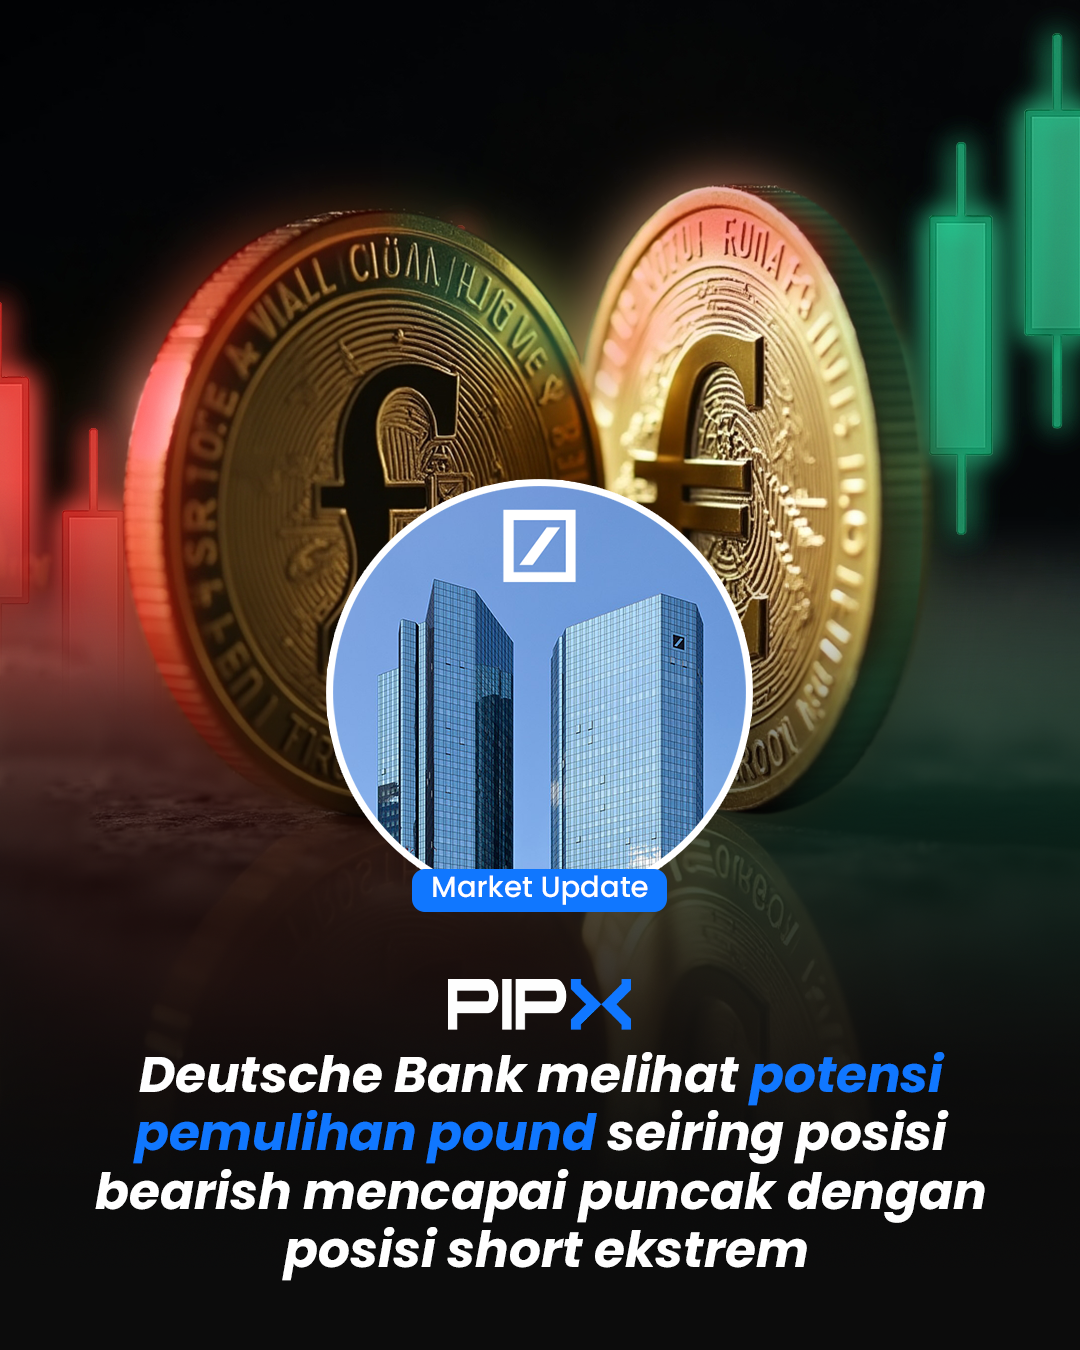 Market Update
PIPX
Deutsche Bank melihat potensi
pemulihan pound seiring posisi
bearish mencapai puncak dengan
posisi short ekstrem